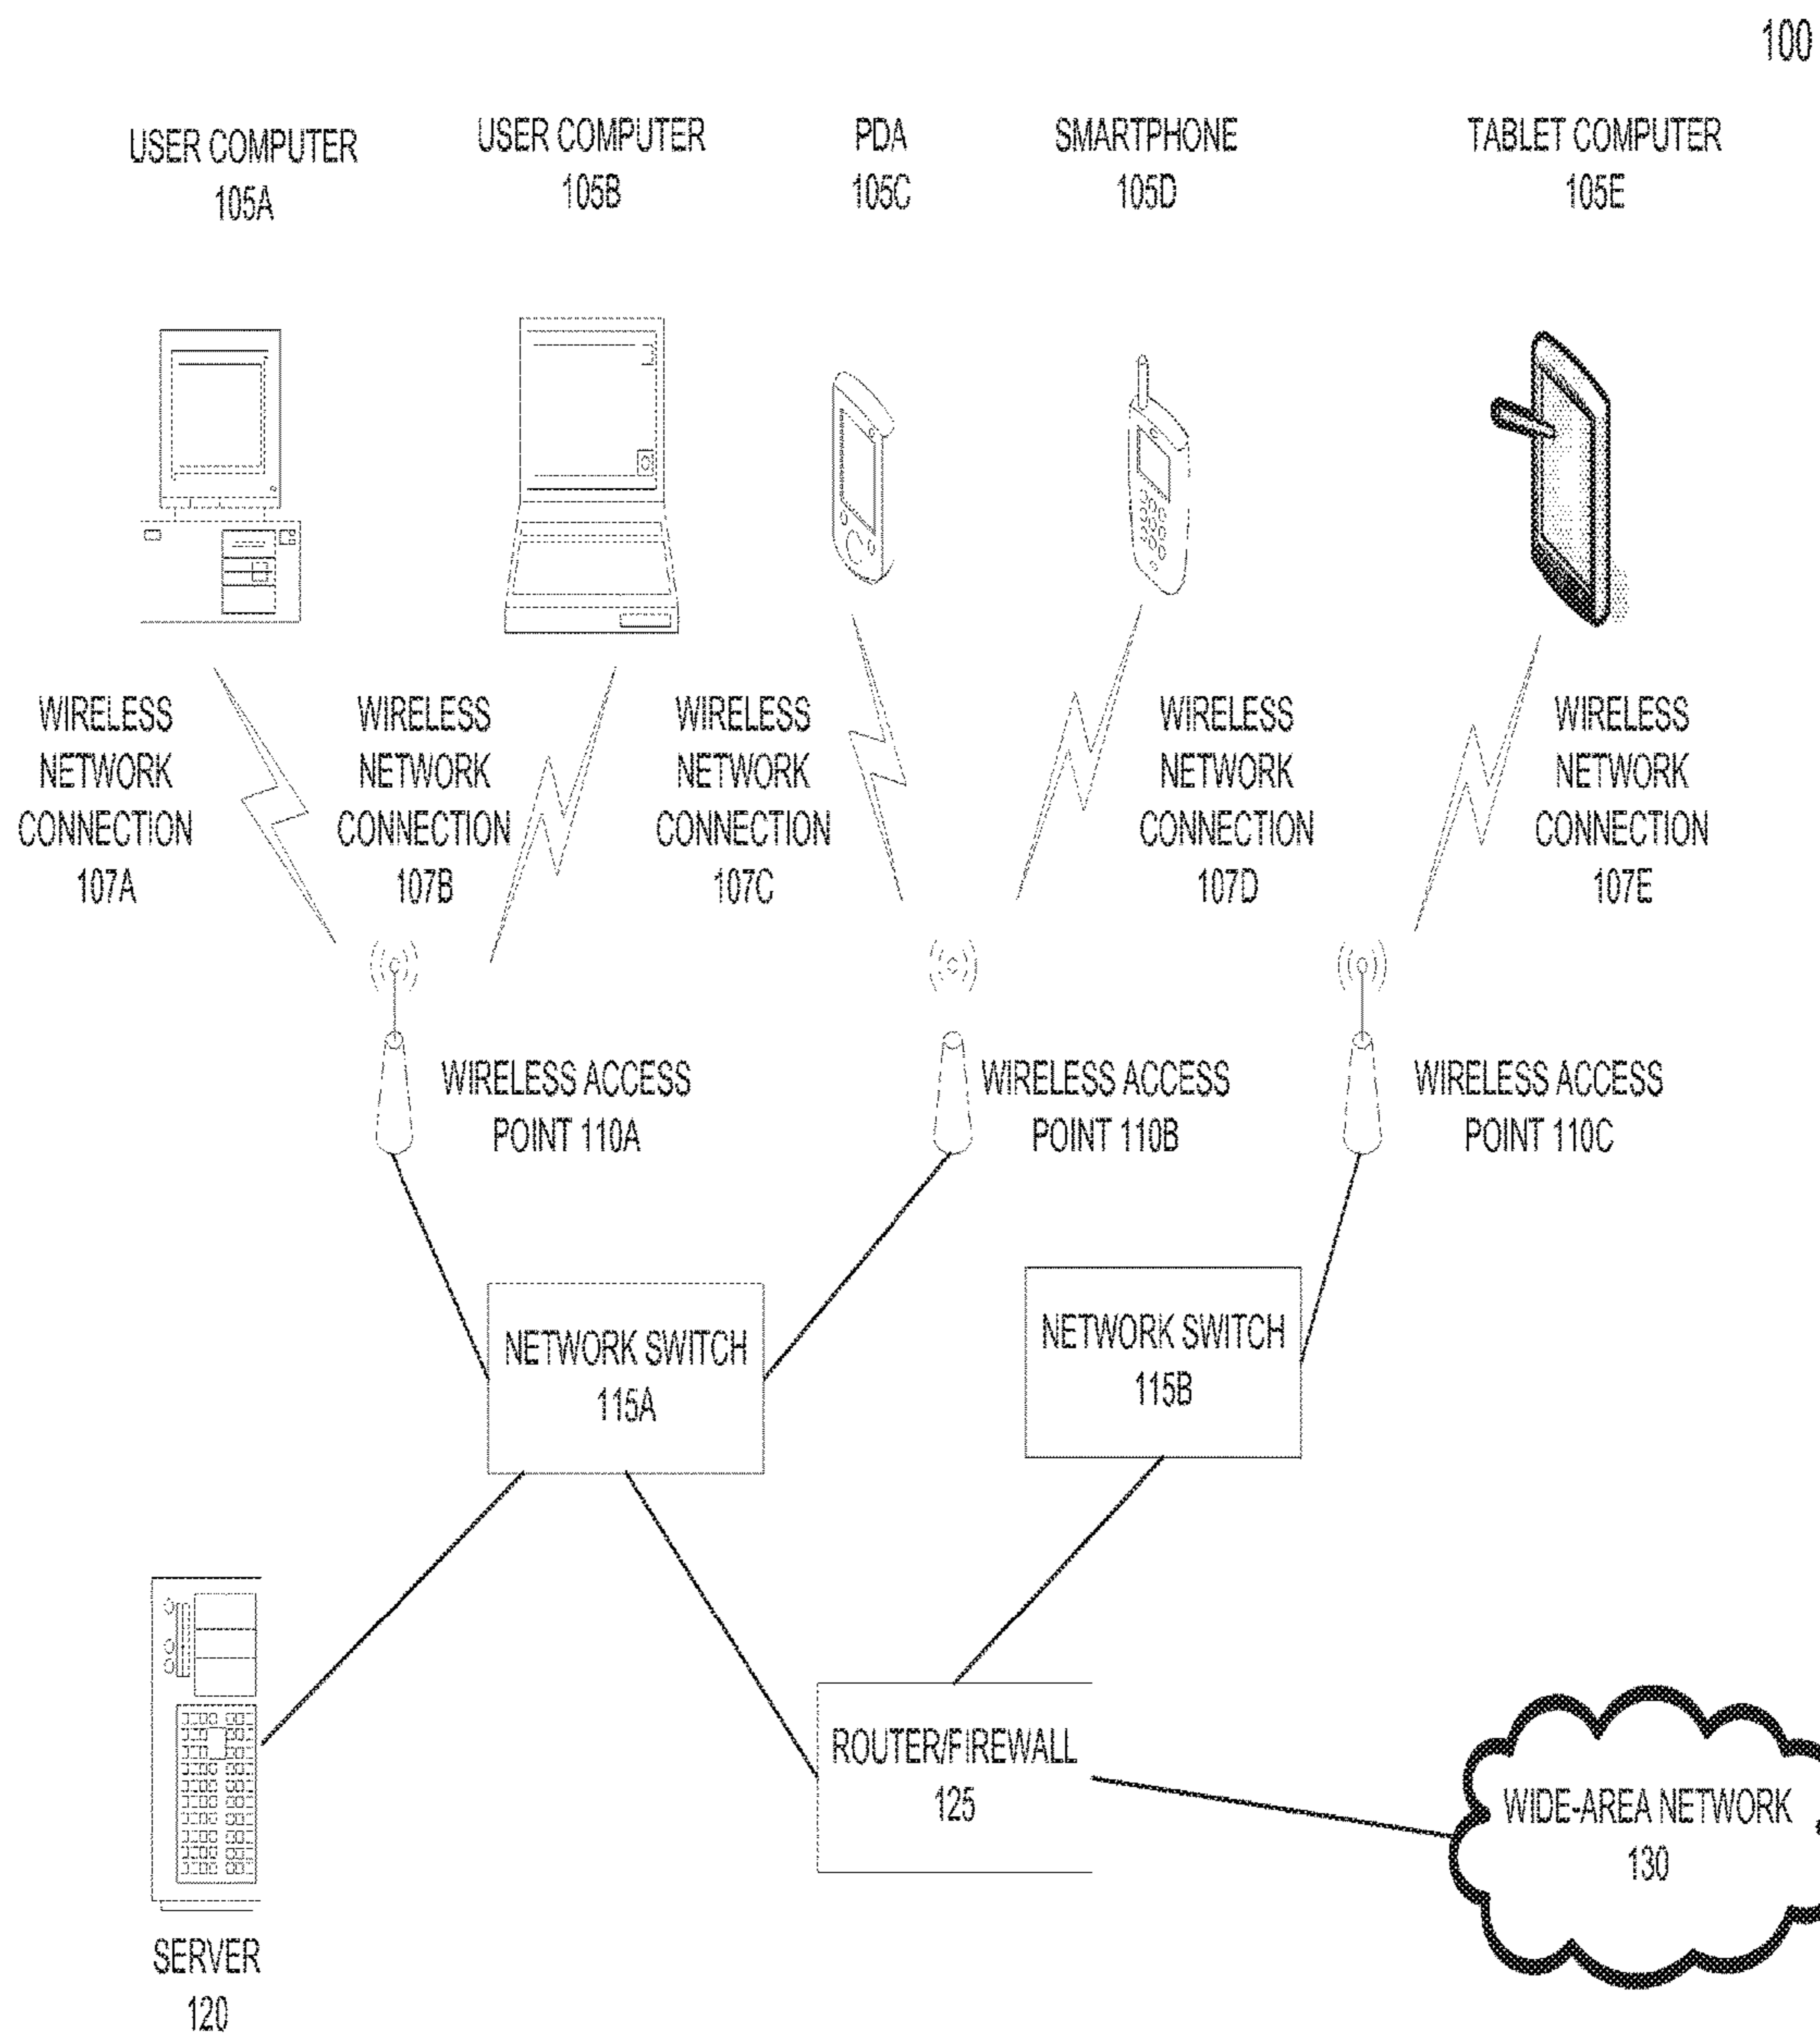 100
USER COMPUTER
105A
USER COMPUTER
105B
PDA
105C
SMARTPHONE
105D
TABLET COMPUTER
105E
WIRELESS
NETWORK
CONNECTION
107A
WIRELESS
NETWORK
CONNECTION
107B
WIRELESS
NETWORK
CONNECTION
107C
WIRELESS
NETWORK
CONNECTION
107D
WIRELESS
NETWORK
CONNECTION
107E
WIRELESS ACCESS
POINT 110A
WIRELESS ACCESS
POINT 110B
WIRELESS ACCESS
POINT 110C
NETWORK SWITCH
115A
NETWORK SWITCH
115B
ROUTER/FIREWALL
125
WIDE-AREA NETWORK
130
SERVER
120